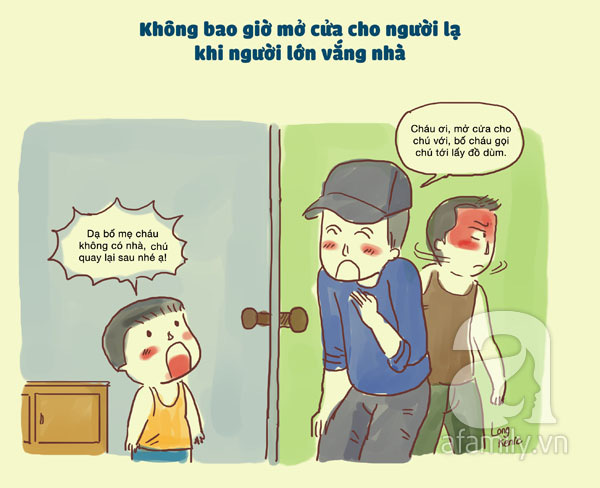 Không bao giờ mở cửa cho người lạ
khi người lớn vắng nhà
Cháu ơi, mở cửa cho
chú với, bố cháu gọi
chú tới lấy đồ dùm.
Dạ bố mẹ cháu
không có nhà, chú
quay lại sau nhé ạ!
a
Long
afamily.vn